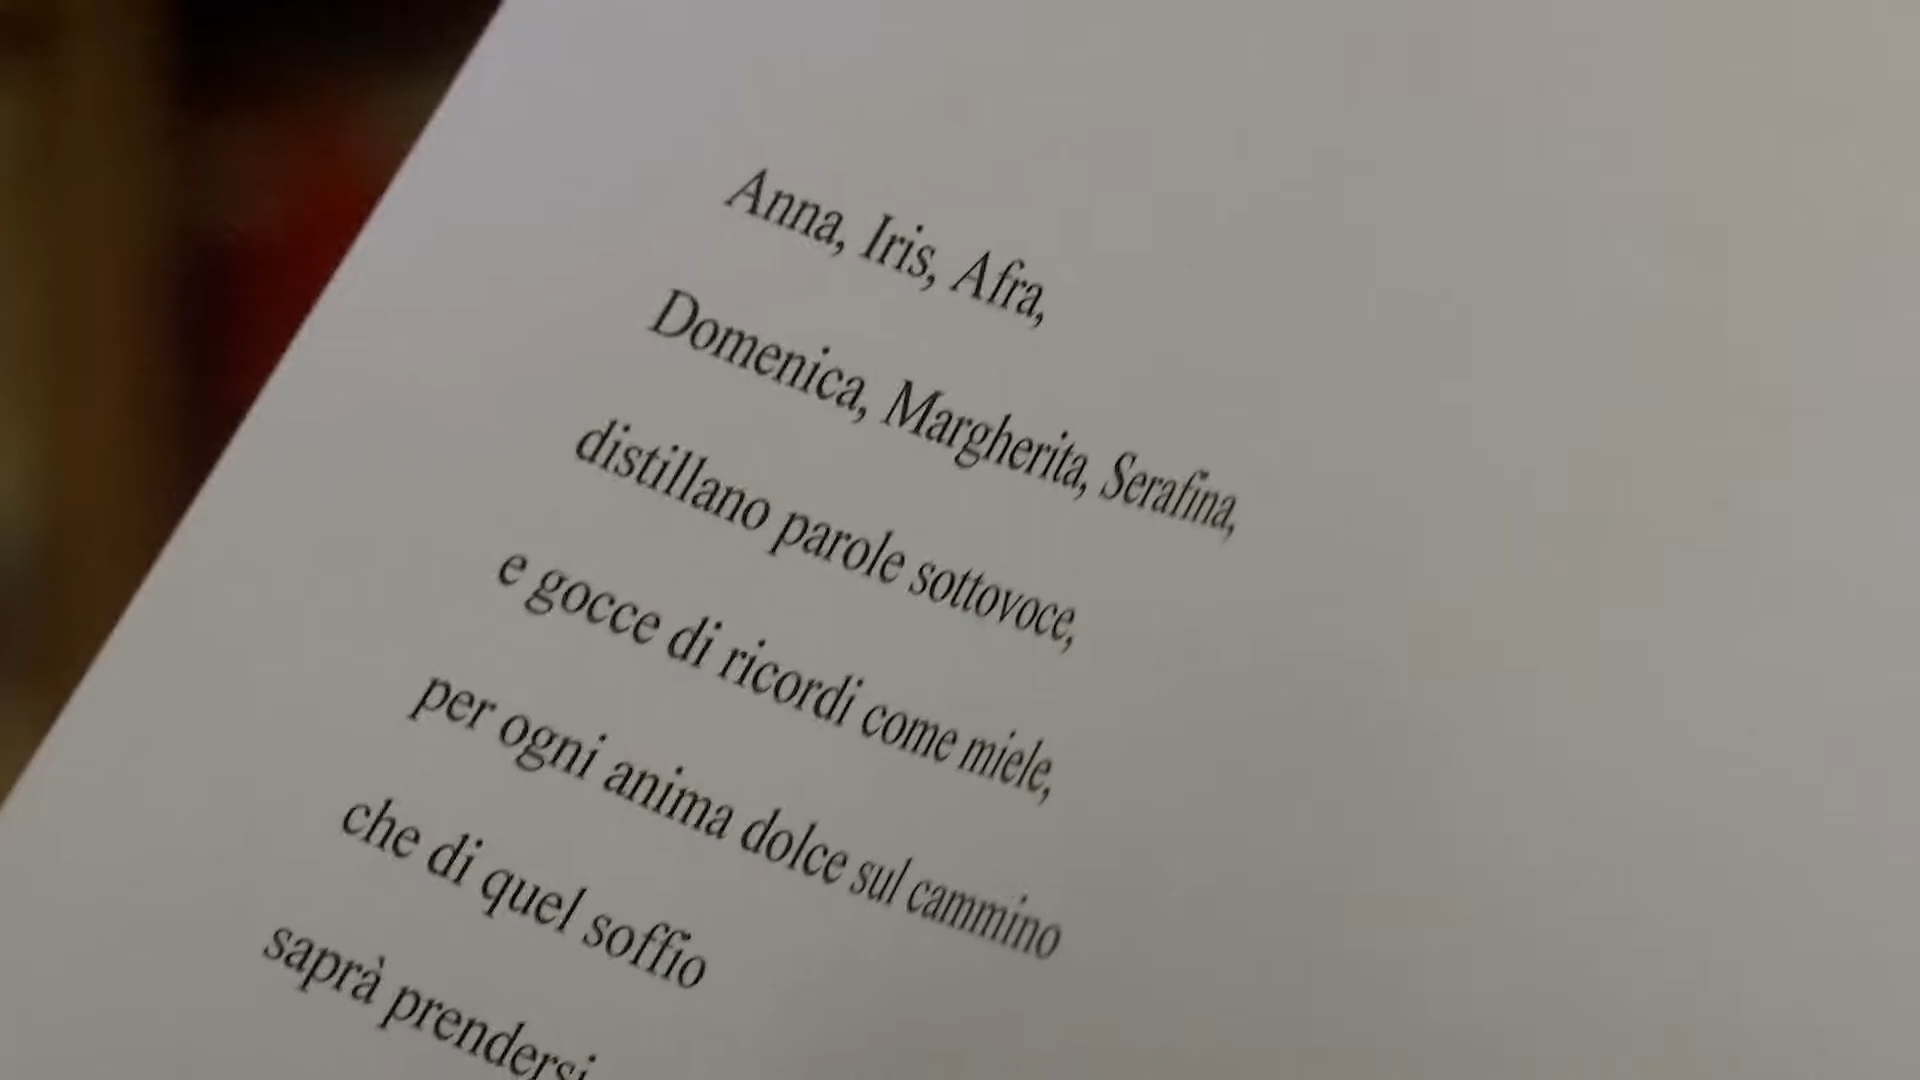 Anna, Iris, Afra,
Domenica, Margherita, Serafina,
distillano parole sottovoce,
e gocce di ricordi come miele,
per ogni anima dolce sul cammino
che di quel soffio
saprà prendersi